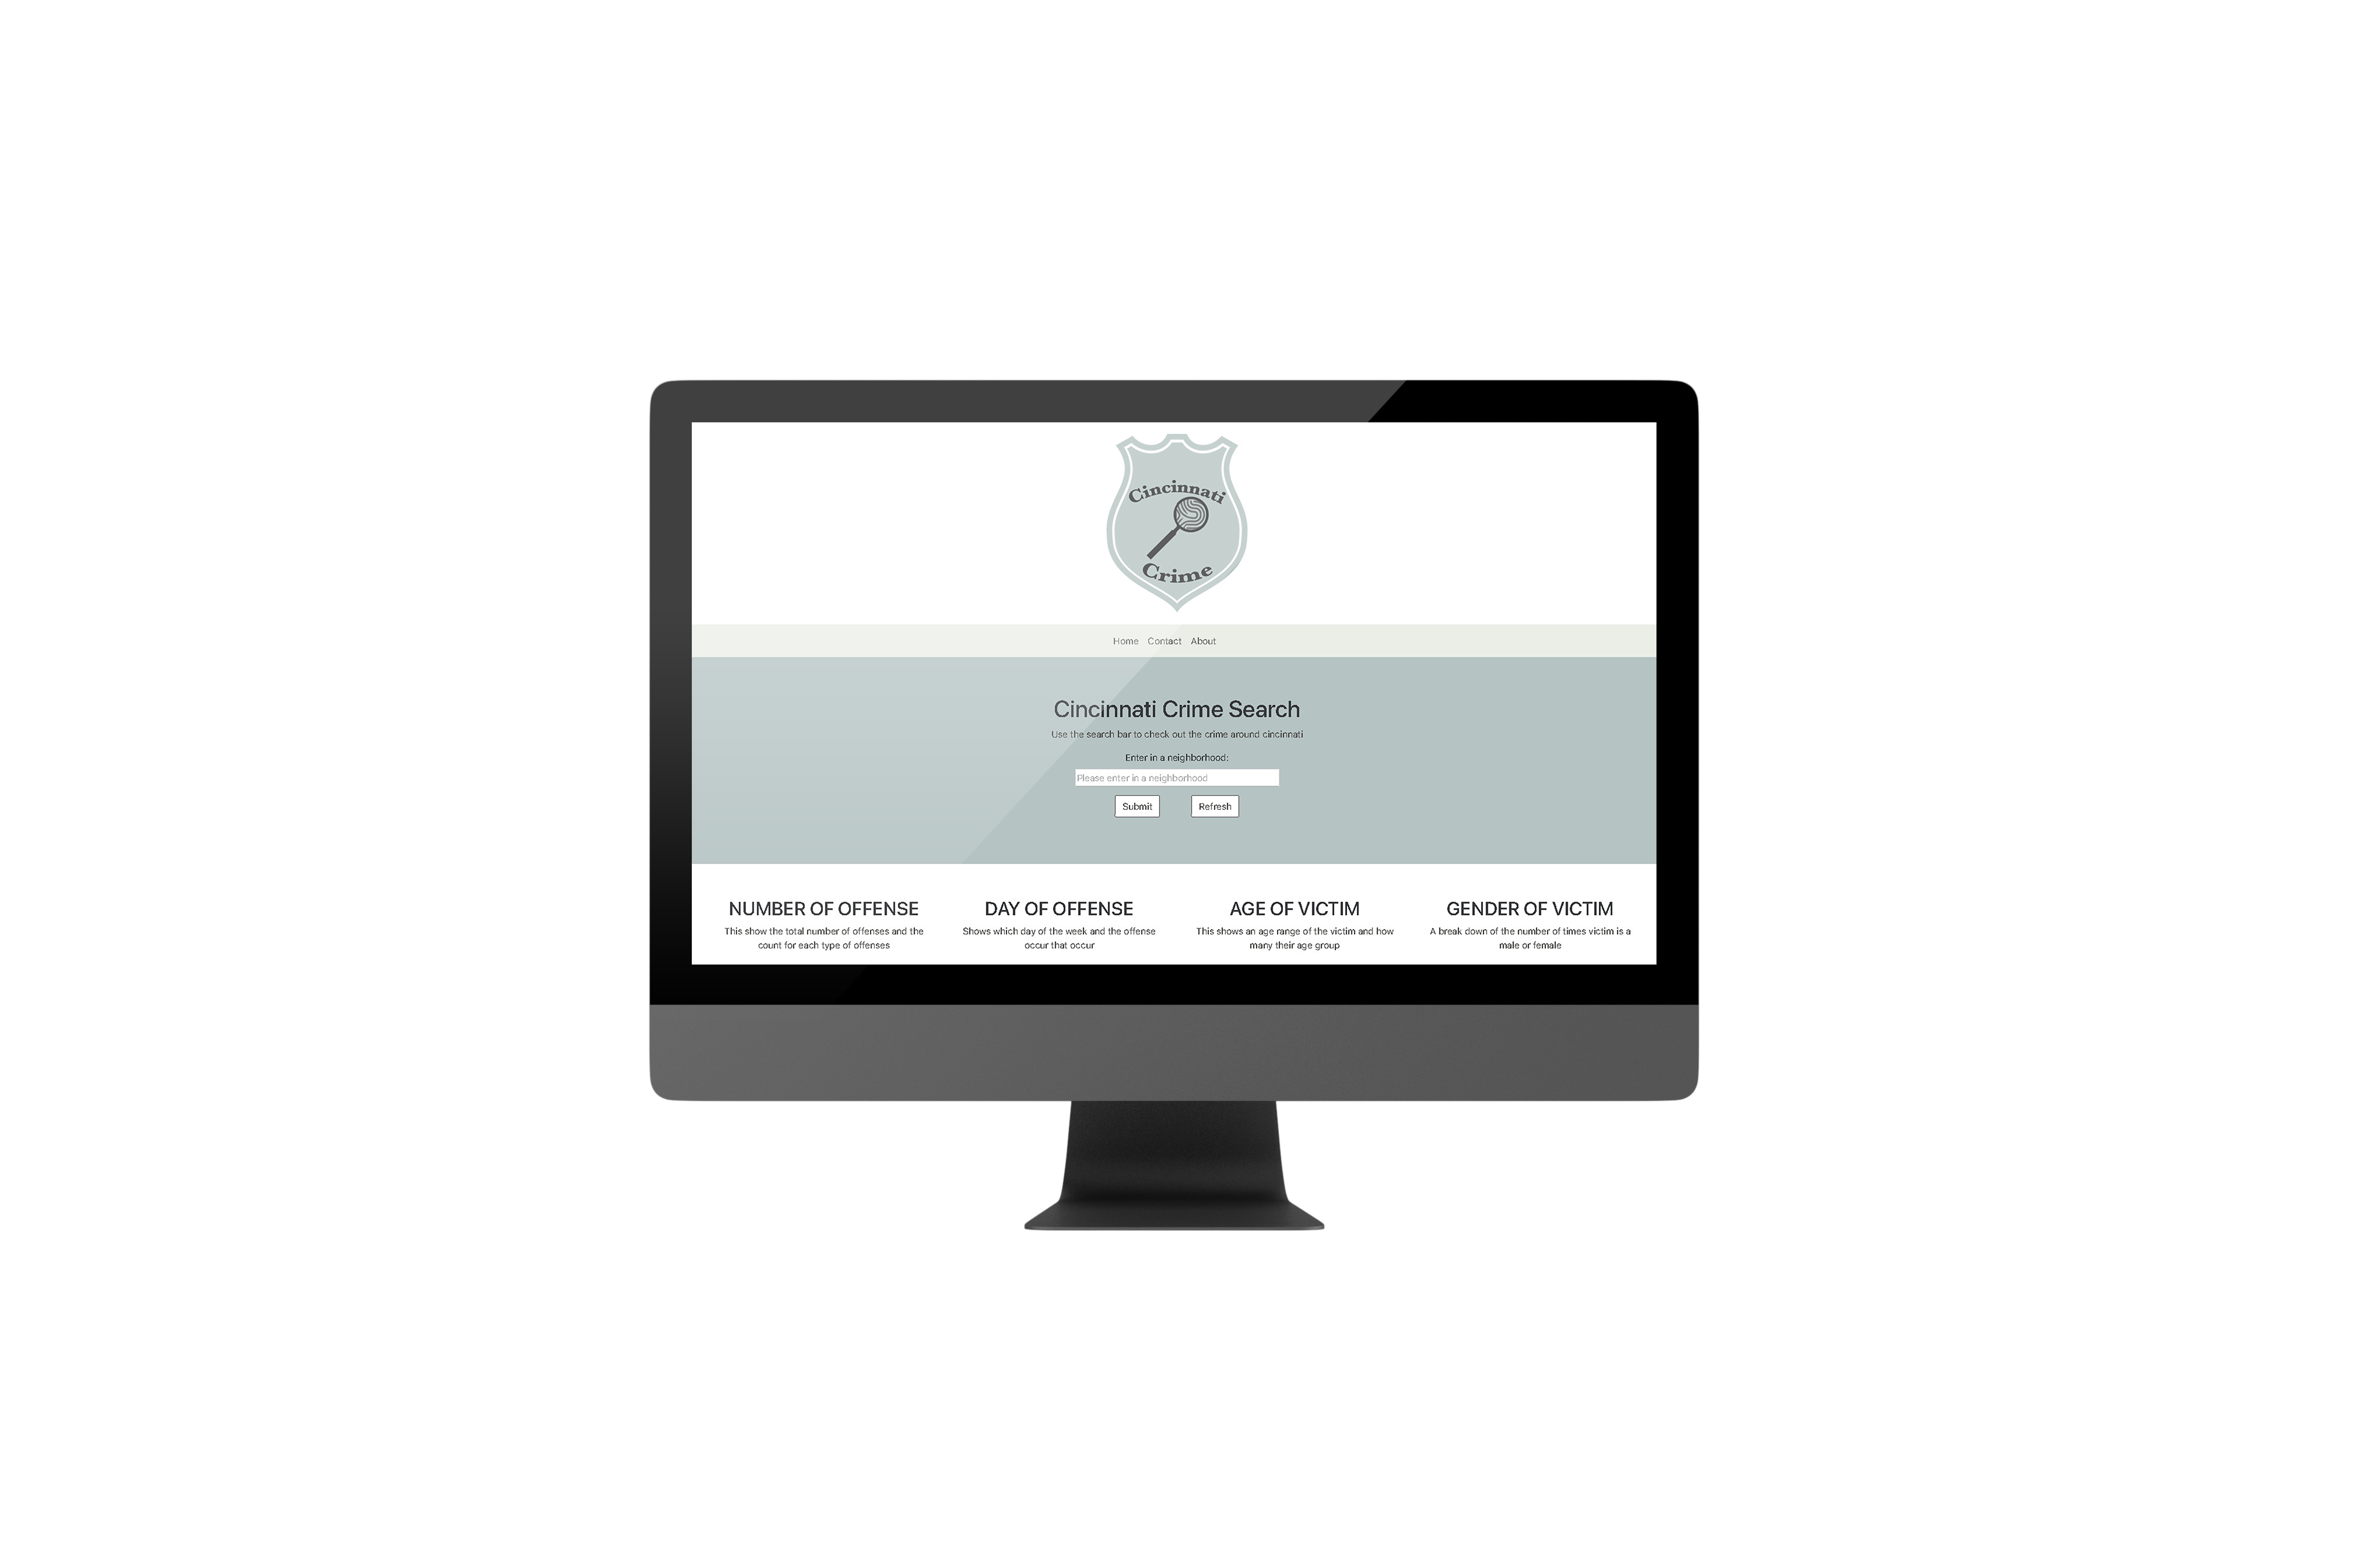 Cincinnati
Crime
Home Contact About
Cincinnati Crime Search
Use the search bar to check out the crime around cincinnati
Enter in a neighborhood:
Please enter in a neighborhood
Submit Refresh
NUMBER OF OFFENSE
This show the total number of offenses and the
count for each type of offenses
DAY OF OFFENSE
Shows which day of the week and the offense
occur that occur
AGE OF VICTIM
This shows an age range of the victim and how
many their age group
GENDER OF VICTIM
A break down of the number of times victim is a
male or female